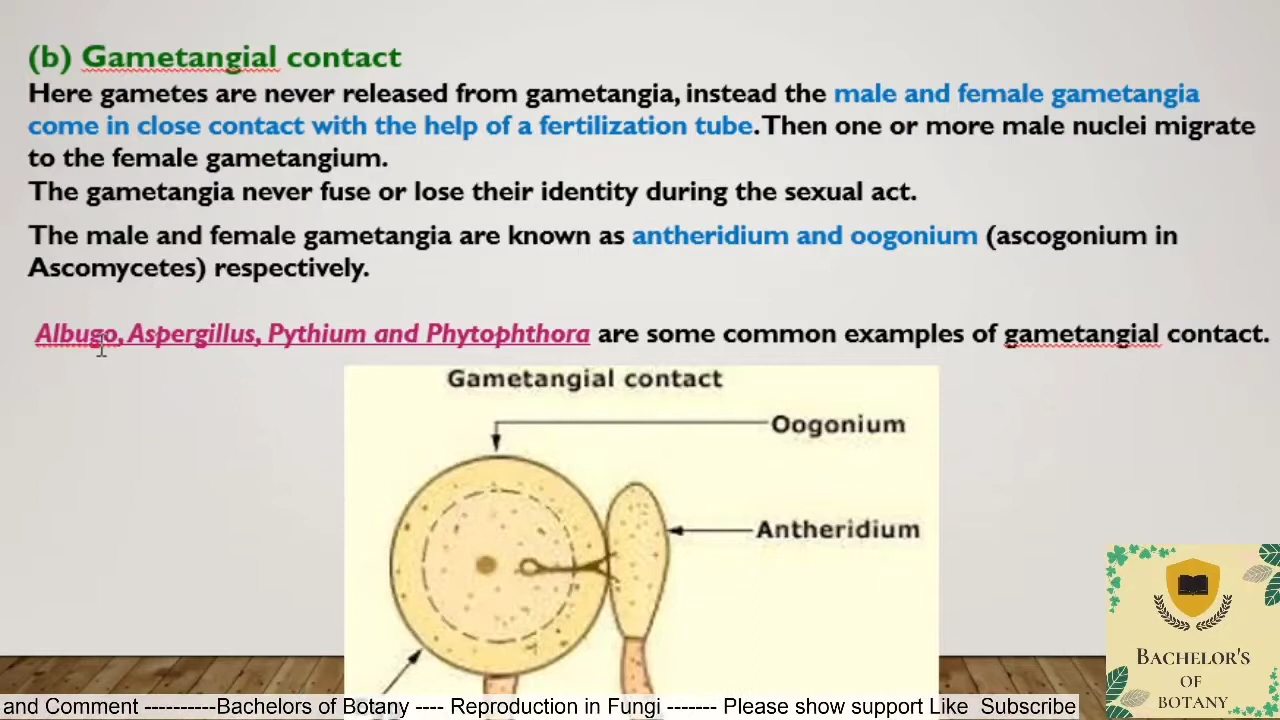 (b) Gametangial contact
Here gametes are never released from gametangia, instead the male and female gametangia
come in close contact with the help of a fertilization tube. Then one or more male nuclei migrate
to the female gametangium.
The gametangia never fuse or lose their identity during the sexual act.
The male and female gametangia are known as antheridium and oogonium (ascogonium in
Ascomycetes) respectively.
Albugo, Aspergillus, Pythium and Phytophthora are some common examples of gametangial contact.
Gametangial contact
Oogonium
Antheridium
BACHELOR'S
OF
BOTANY
and Comment ----------Bachelors of Botany ---- Reproduction in Fungi ------- Please show support Like Subscribe